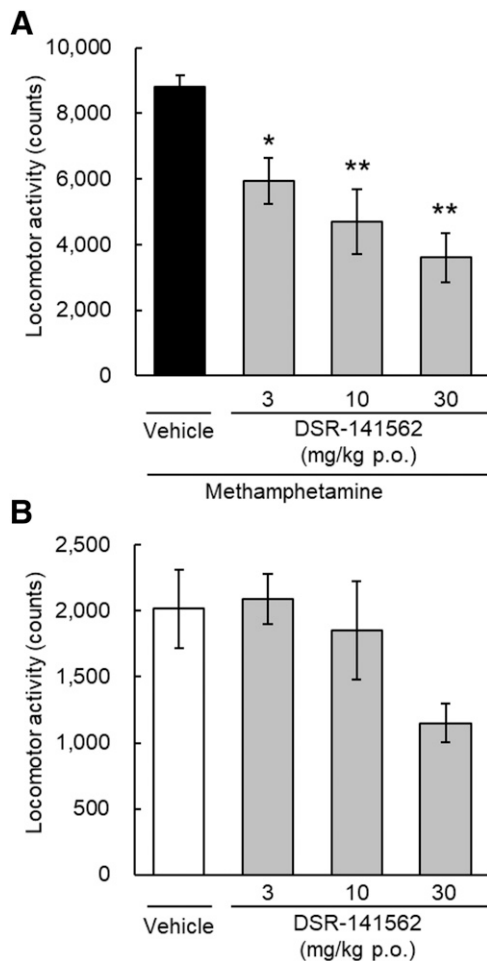 A
Locomotor activity (counts)
10,000
8,000
6,000
4,000
2,000
0
*
**
**
3 10 30
Vehicle DSR-141562
(mg/kg p.o.)
Methamphetamine
B
Locomotor activity (counts)
2,500
2,000
1,500
1,000
500
0
3 10 30
Vehicle DSR-141562
(mg/kg p.o.)